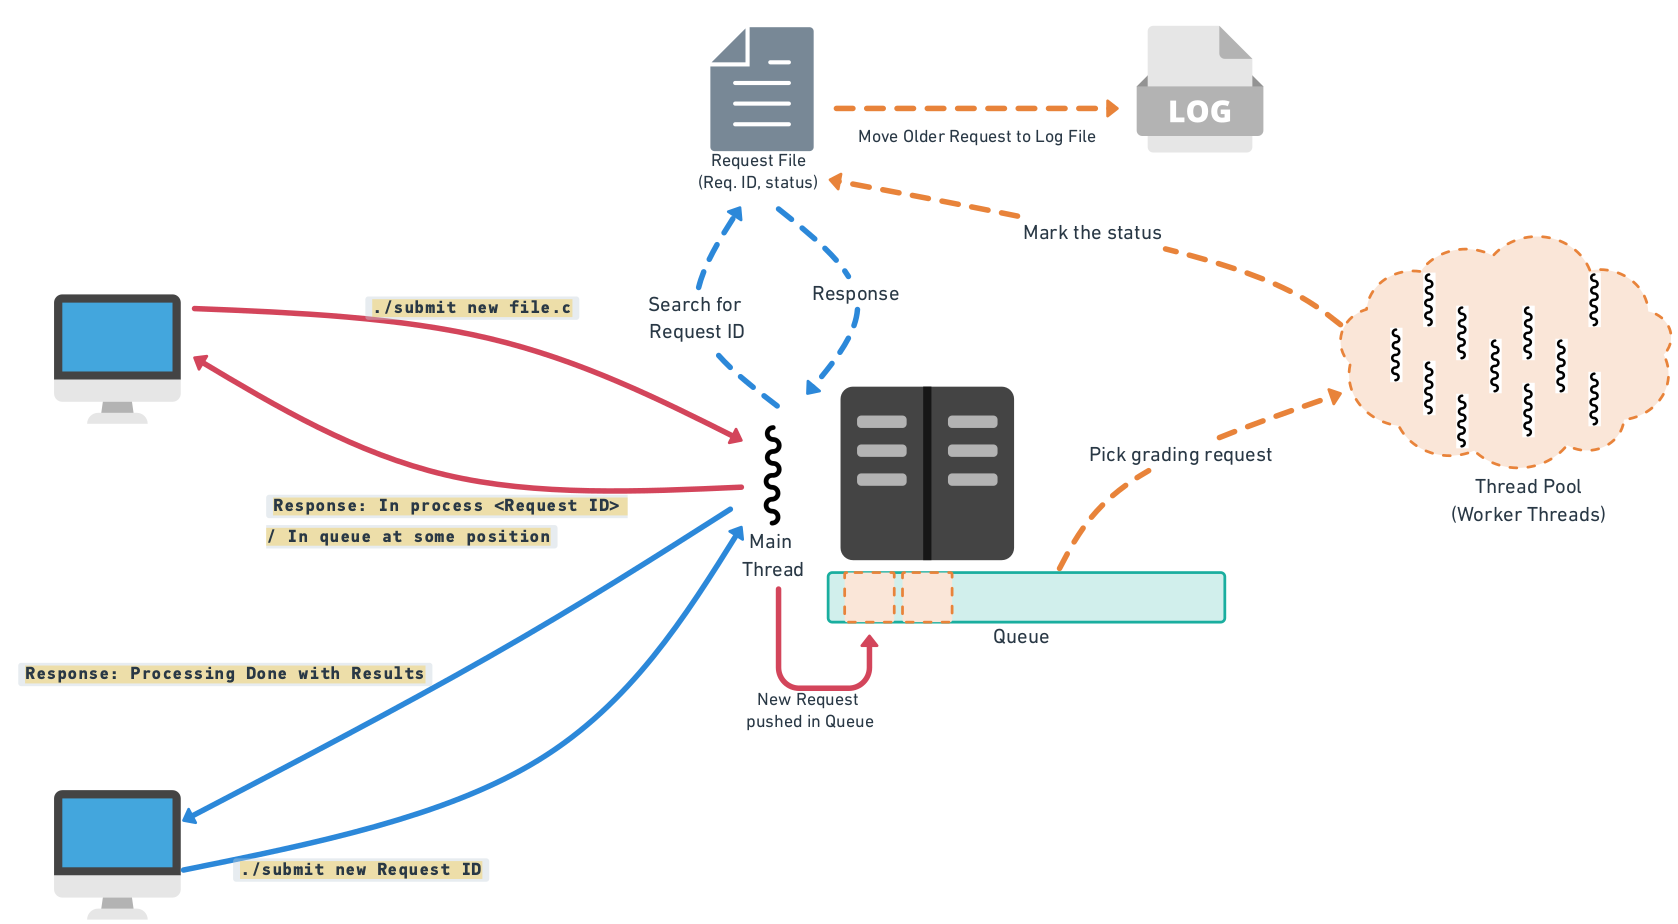 LOG
Move Older Request to Log File
Request File
(Req. ID, status)
Mark the status
Search for
Request ID
Response
./submit new file.c
Pick grading request
Thread Pool
(Worker Threads)
Response: In process <Request ID>
/ In queue at some position
Main
Thread
Queue
Response: Processing Done with Results
New Request
pushed in Queue
./submit new Request ID